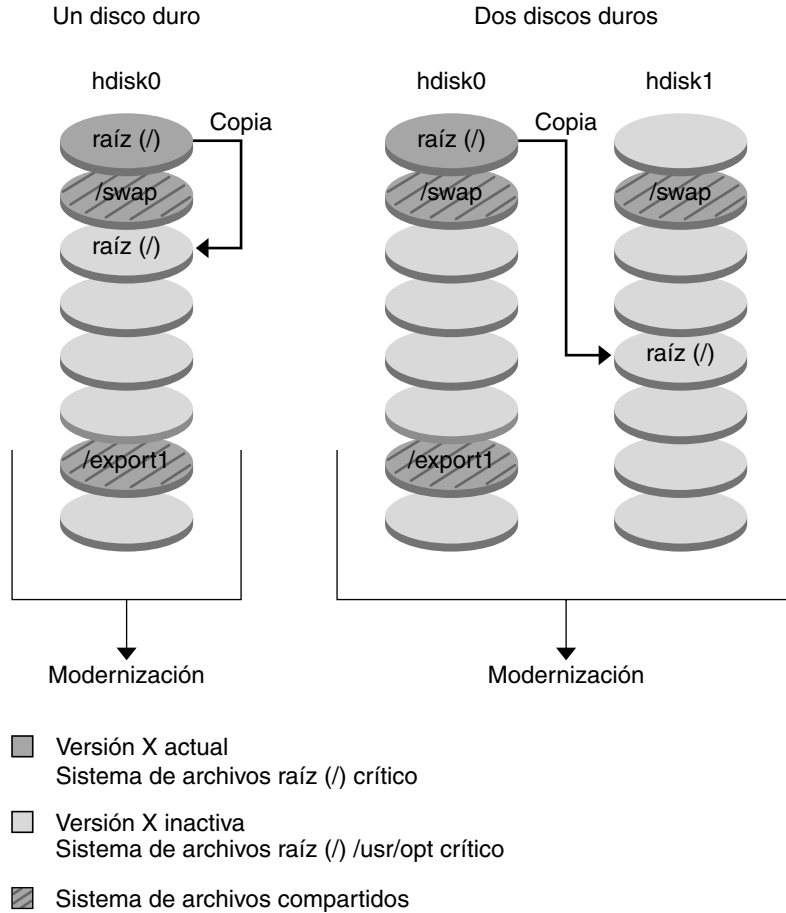 Un disco duro
hdisk0
raíz (/)
Copia
/swap
raíz (/)
/export1
Modernización
Dos discos duros
hdisk0
hdisk1
raíz (/)
Copia
/swap
/swap
raíz (/)
/export1
Modernización
Versión X actual
Sistema de archivos raíz (/) crítico
Versión X inactiva
Sistema de archivos raíz (/) /usr/opt crítico
Sistema de archivos compartidos